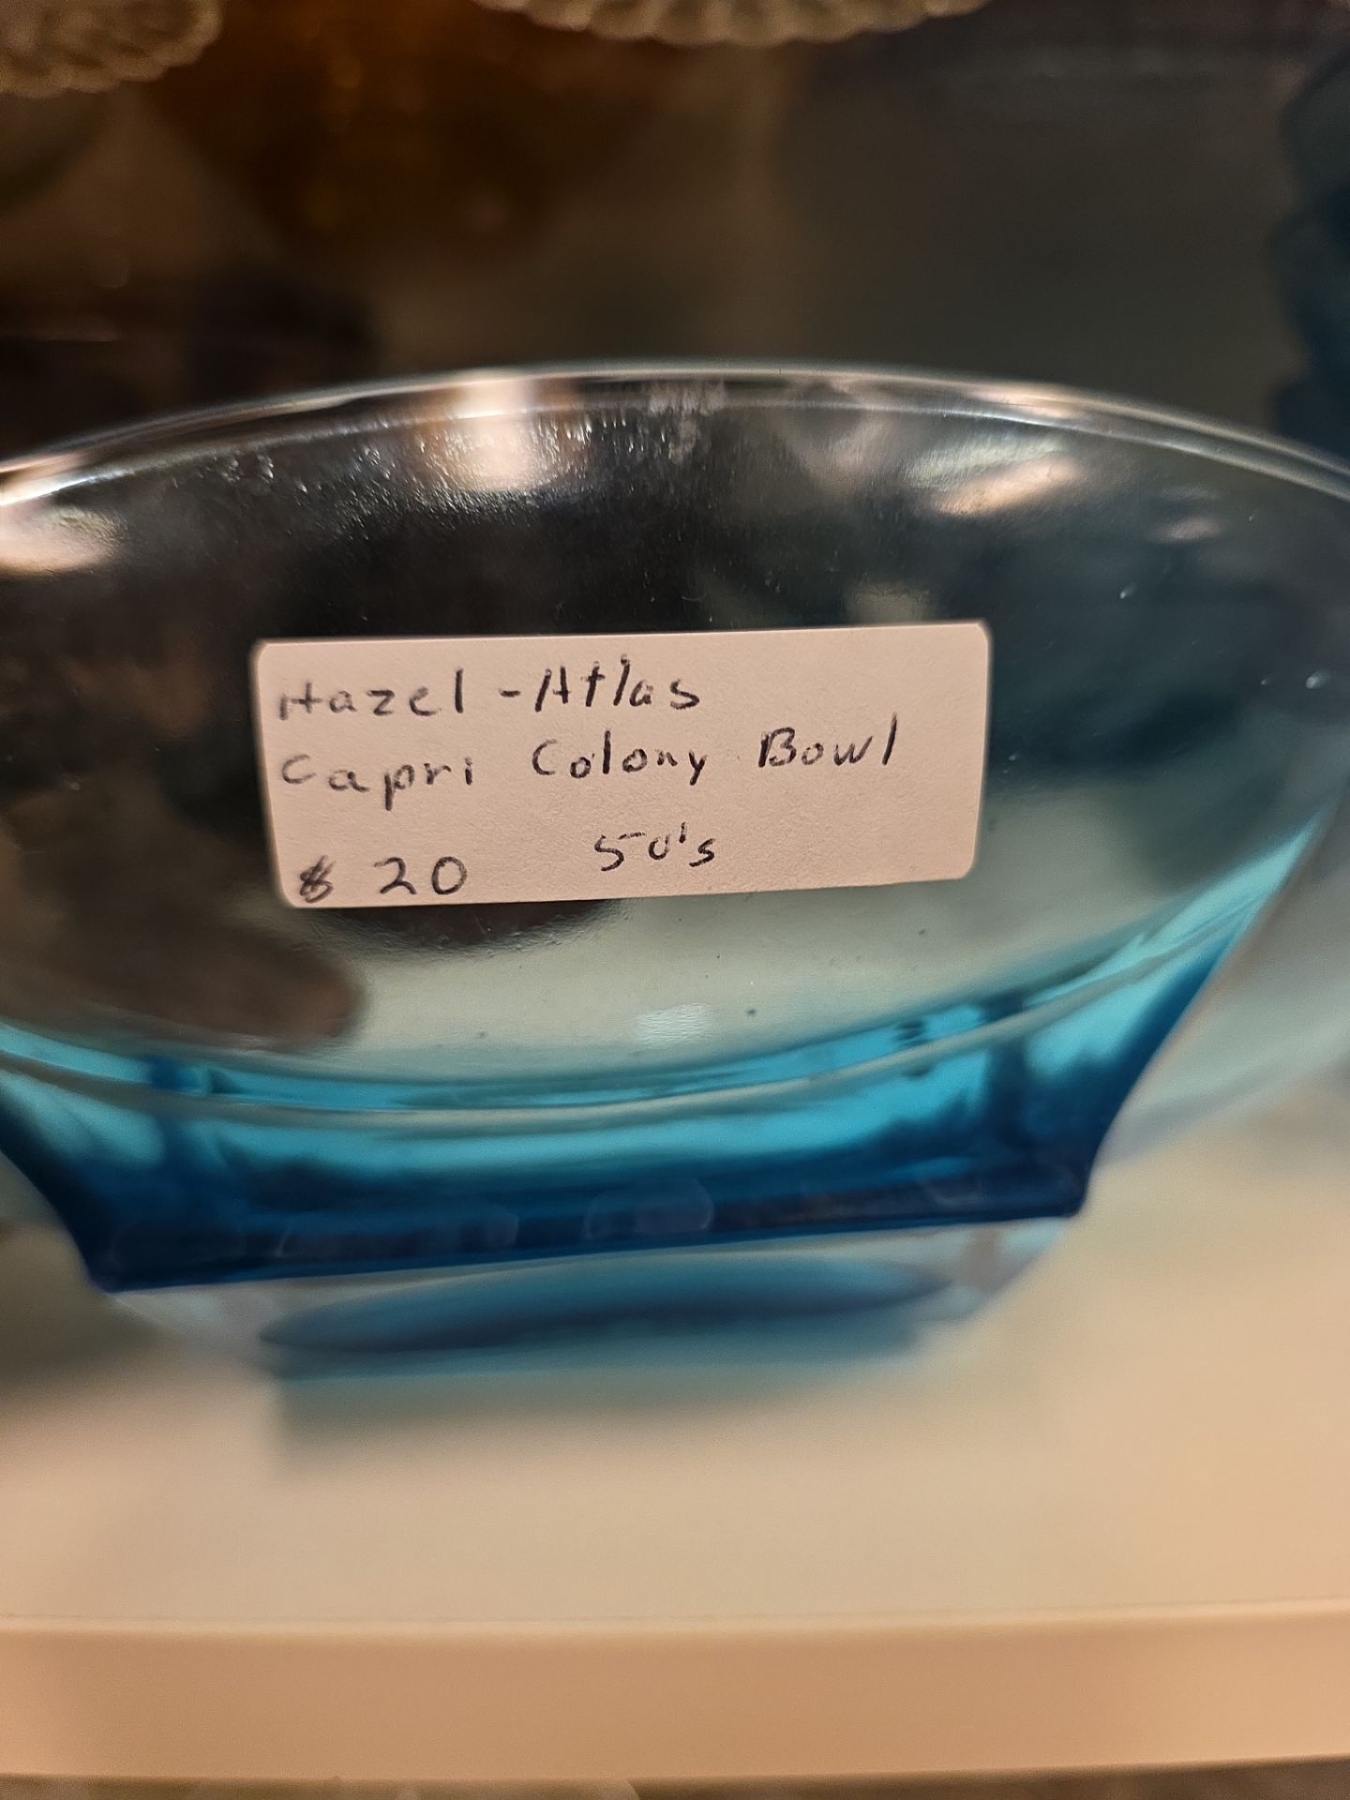 Hazel-Atlas
Capri Colony Bowl
50's
$ 20